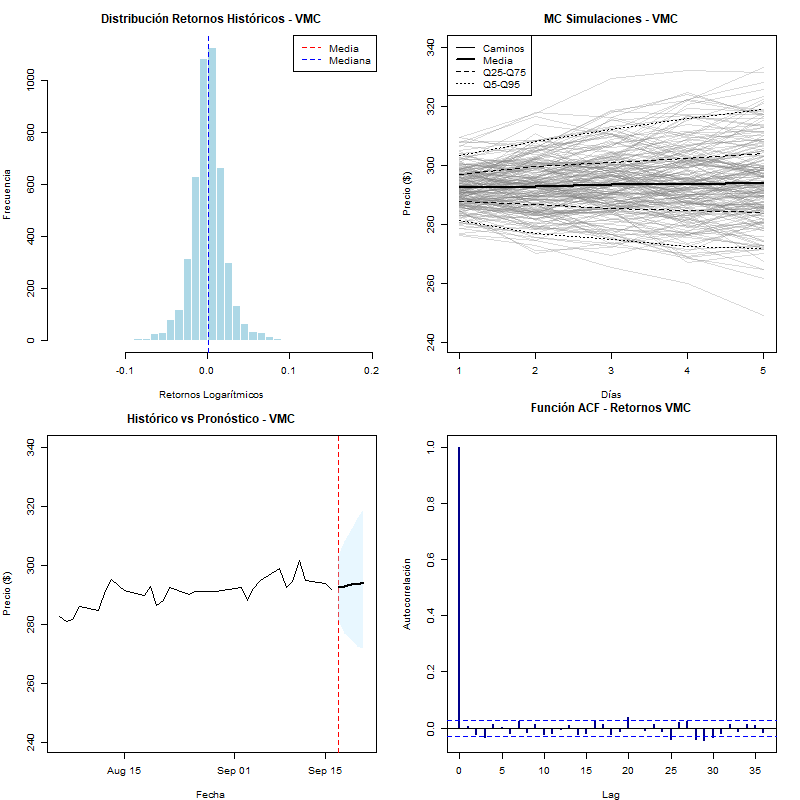 Distribución Retornos Históricos - VMC
Media
Mediana
Frecuencia
0
200
400
600
800
1000
-0.1
0.0
0.1
0.2
Retornos Logarítmicos
MC Simulaciones - VMC
Caminos
Media
Q25-Q75
Q5-Q95
Precio ($)
240
260
280
300
320
340
1
2
3
4
5
Días
Histórico vs Pronóstico - VMC
Precio ($)
240
260
280
300
320
340
Aug 15
Sep 01
Sep 15
Fecha
Función ACF - Retornos VMC
Autocorrelación
0.0
0.2
0.4
0.6
0.8
1.0
0
5
10
15
20
25
30
35
Lag